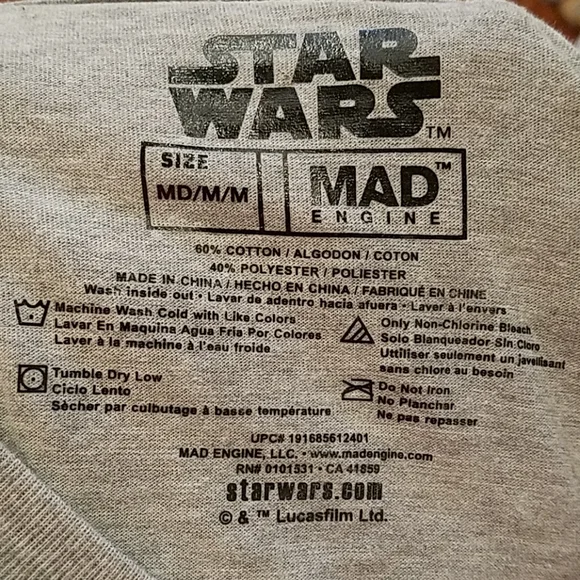 STAR
WARS™
SIZE
MD/M/M
MAD™
ENGINE
60% COTTON / ALGODON / COTON
40% POLYESTER / POLIESTER
MADE IN CHINA / HECHO EN CHINA / FABRIQUÉ EN CHINE
Wash inside out • Lavar de adentro hacia afuera • Laver à l'envers
Machine Wash Cold with Like Colors
Lavar En Maquina Agua Fria Por Colores
Laver à la machine à l'eau froide
Only Non-Chlorine Bleach
Solo Blanqueador Sin Cloro
Utiliser seulement un javellisant
sans chlore au besoin
Tumble Dry Low
Ciclo Lento
Sècher par culbutage à basse température
Do Not Iron
No Planchar
Ne pas repasser
UPC# 191685612401
MAD ENGINE, LLC. • www.madengine.com
RN# 0101531 • CA 41859
starwars.com
© & ™ Lucasfilm Ltd.